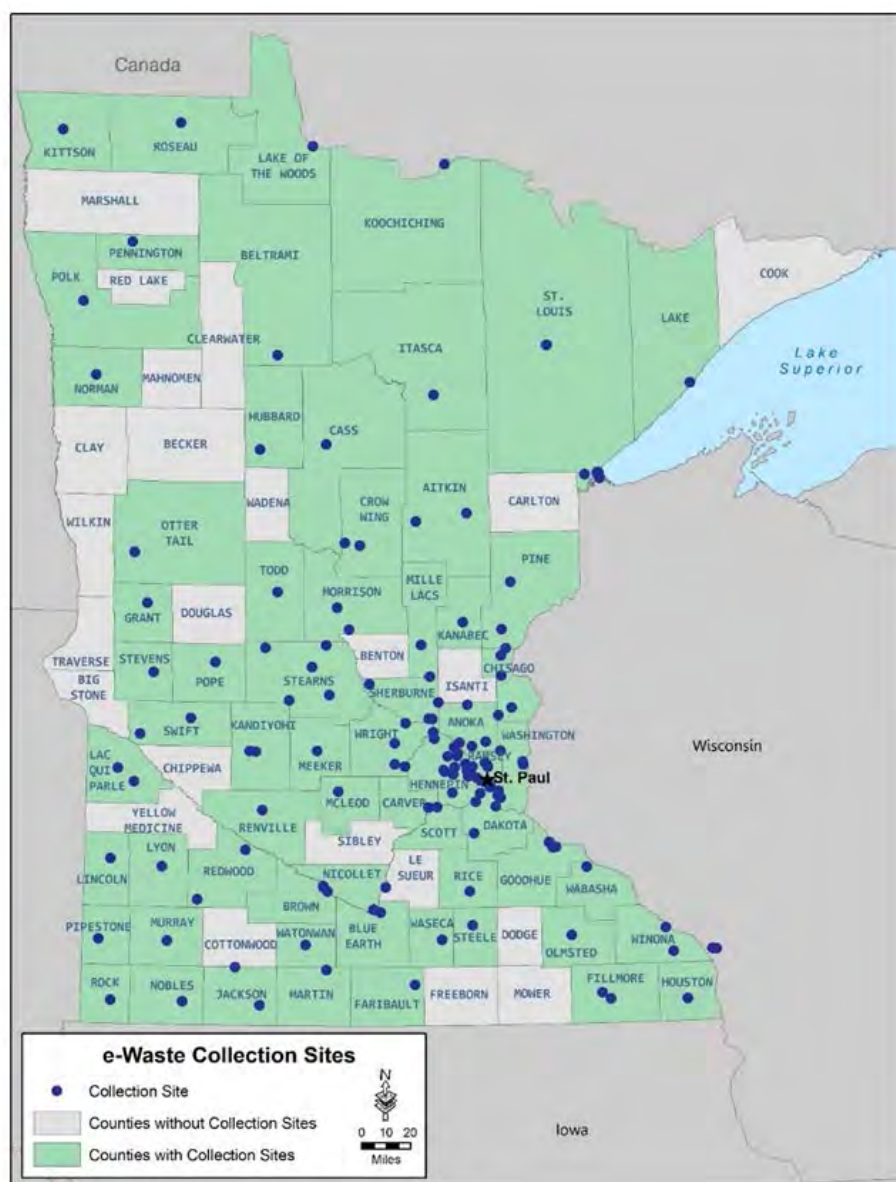 Canada
KITTSON
ROSEAU
LAKE OF
THE WOODS
MARSHALL
KOOCHICHING
PENNINGTON
BELTRAMI
POLK
RED LAKE
COOK
ST.
LOUIS
LAKE
CLEARWATER
ITASCA
Lake
Superior
NORMAN
MAHNOMEN
HUBBARD
CASS
CLAY
BECKER
AITKIN
WADENA
CROW
WING
CARLTON
WILKIN
OTTER
TAIL
PINE
TODD
MILLE
LACS
MORRISON
GRANT
DOUGLAS
KANABEC
BENTON
TRAVERSE
STEVENS
POPE
STEARNS
CHISAGO
BIG
STONE
SHERBURNE
ISANTI
SWIFT
KANDIYOHI
ANOKA
WRIGHT
WASHINGTON
LAC
QUI
PARLE
CHIPPEWA
MEEKER
RAMSEY
Wisconsin
HENNEPIN
St. Paul
MCLEOD
CARVER
YELLOW
MEDICINE
RENVILLE
SCOTT
DAKOTA
SIBLEY
LYON
LE
SUEUR
LINCOLN
REDWOOD
NICOLLET
RICE
GOODHUE
WABASHA
BROWN
PIPESTONE
MURRAY
COTTONWOOD
WATONWAN
BLUE
EARTH
WASECA
STEELE
DODGE
OLMSTED
WINONA
ROCK
NOBLES
JACKSON
MARTIN
FARIBAULT
FREEBORN
MOWER
FILLMORE
HOUSTON
e-Waste Collection Sites
Collection Site
Counties without Collection Sites
Counties with Collection Sites
N
0 10 20
Miles
Iowa